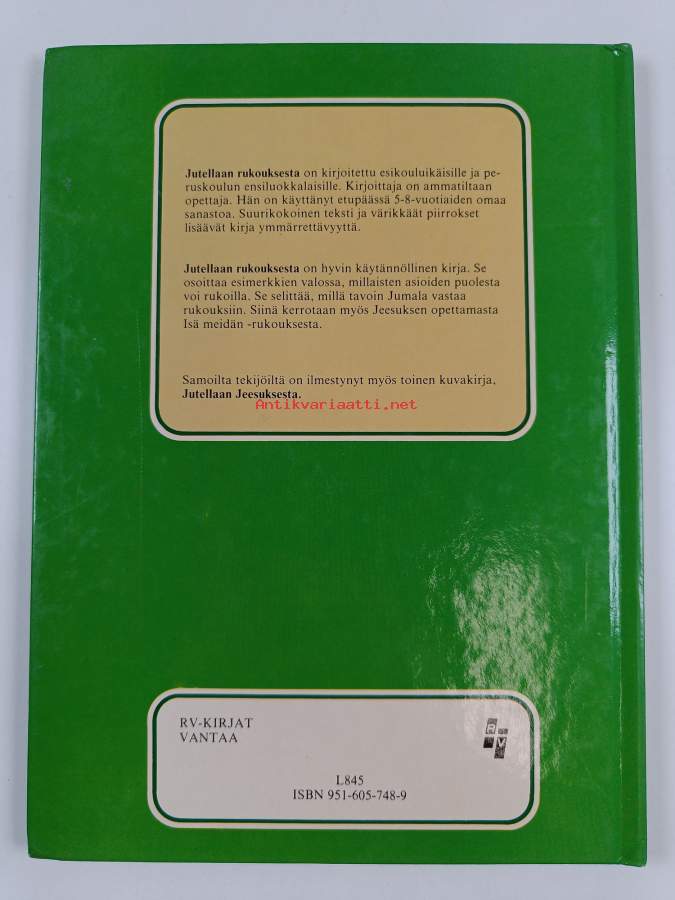 Jutellaan rukouksesta on kirjoitettu esikouluikäisille ja pe-
ruskoulun ensiluokkalaisille. Kirjoittaja on ammatiltaan
opettaja. Hän on käyttänyt etupäässä 5-8-vuotiaiden omaa
sanastoa. Suurikokoinen teksti ja värikkäät piirrokset
lisäävät kirja ymmärrettävyyttä.
Jutellaan rukouksesta on hyvin käytännöllinen kirja. Se
osoittaa esimerkkien valossa, millaisten asioiden puolesta
voi rukoilla. Se selittää, millä tavoin Jumala vastaa
rukouksiin. Siinä kerrotaan myös Jeesuksen opettamasta
Isä meidän -rukouksesta.
Samoilta tekijöiltä on ilmestynyt myös toinen kuvakirja,
Jutellaan Jeesuksesta.
Antikvariaatti.net
RV-KIRJAT
VANTAA
R
V
L845
ISBN 951-605-748-9